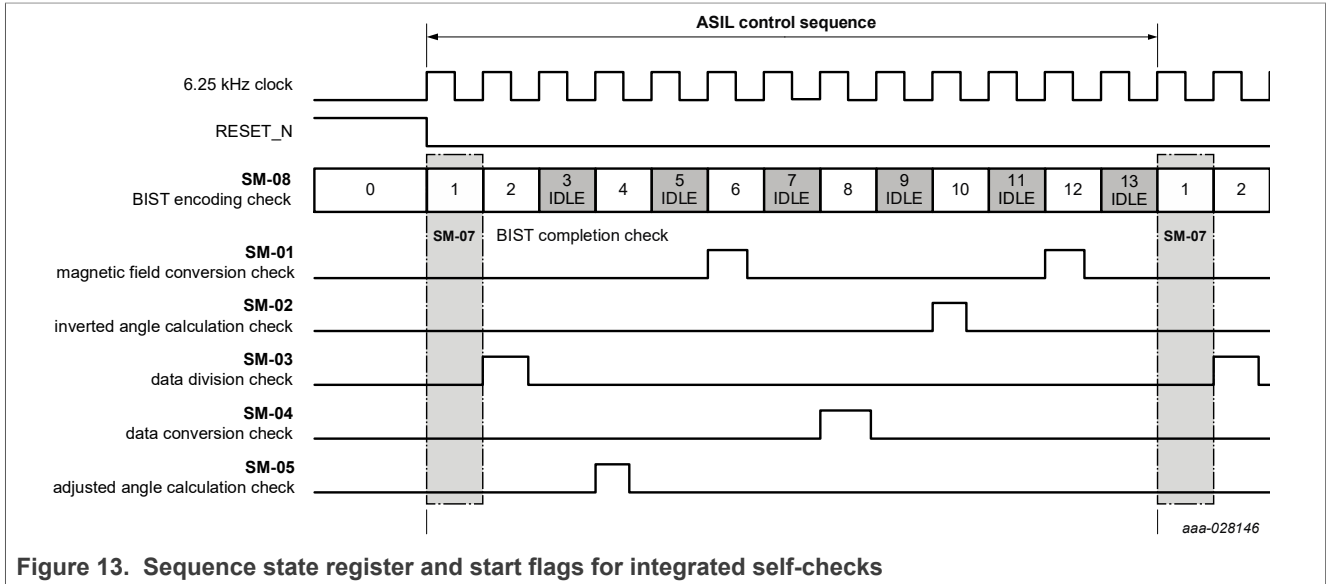 ASIL control sequence
6.25 kHz clock
RESET_N
SM-08
BIST encoding check
0 1 2 3 IDLE 4 5 IDLE 6 7 IDLE 8 9 IDLE 10 11 IDLE 12 13 IDLE 1 2
SM-07 BIST completion check SM-07
SM-01
magnetic field conversion check
SM-02
inverted angle calculation check
SM-03
data division check
SM-04
data conversion check
SM-05
adjusted angle calculation check
aaa-028146
Figure 13. Sequence state register and start flags for integrated self-checks